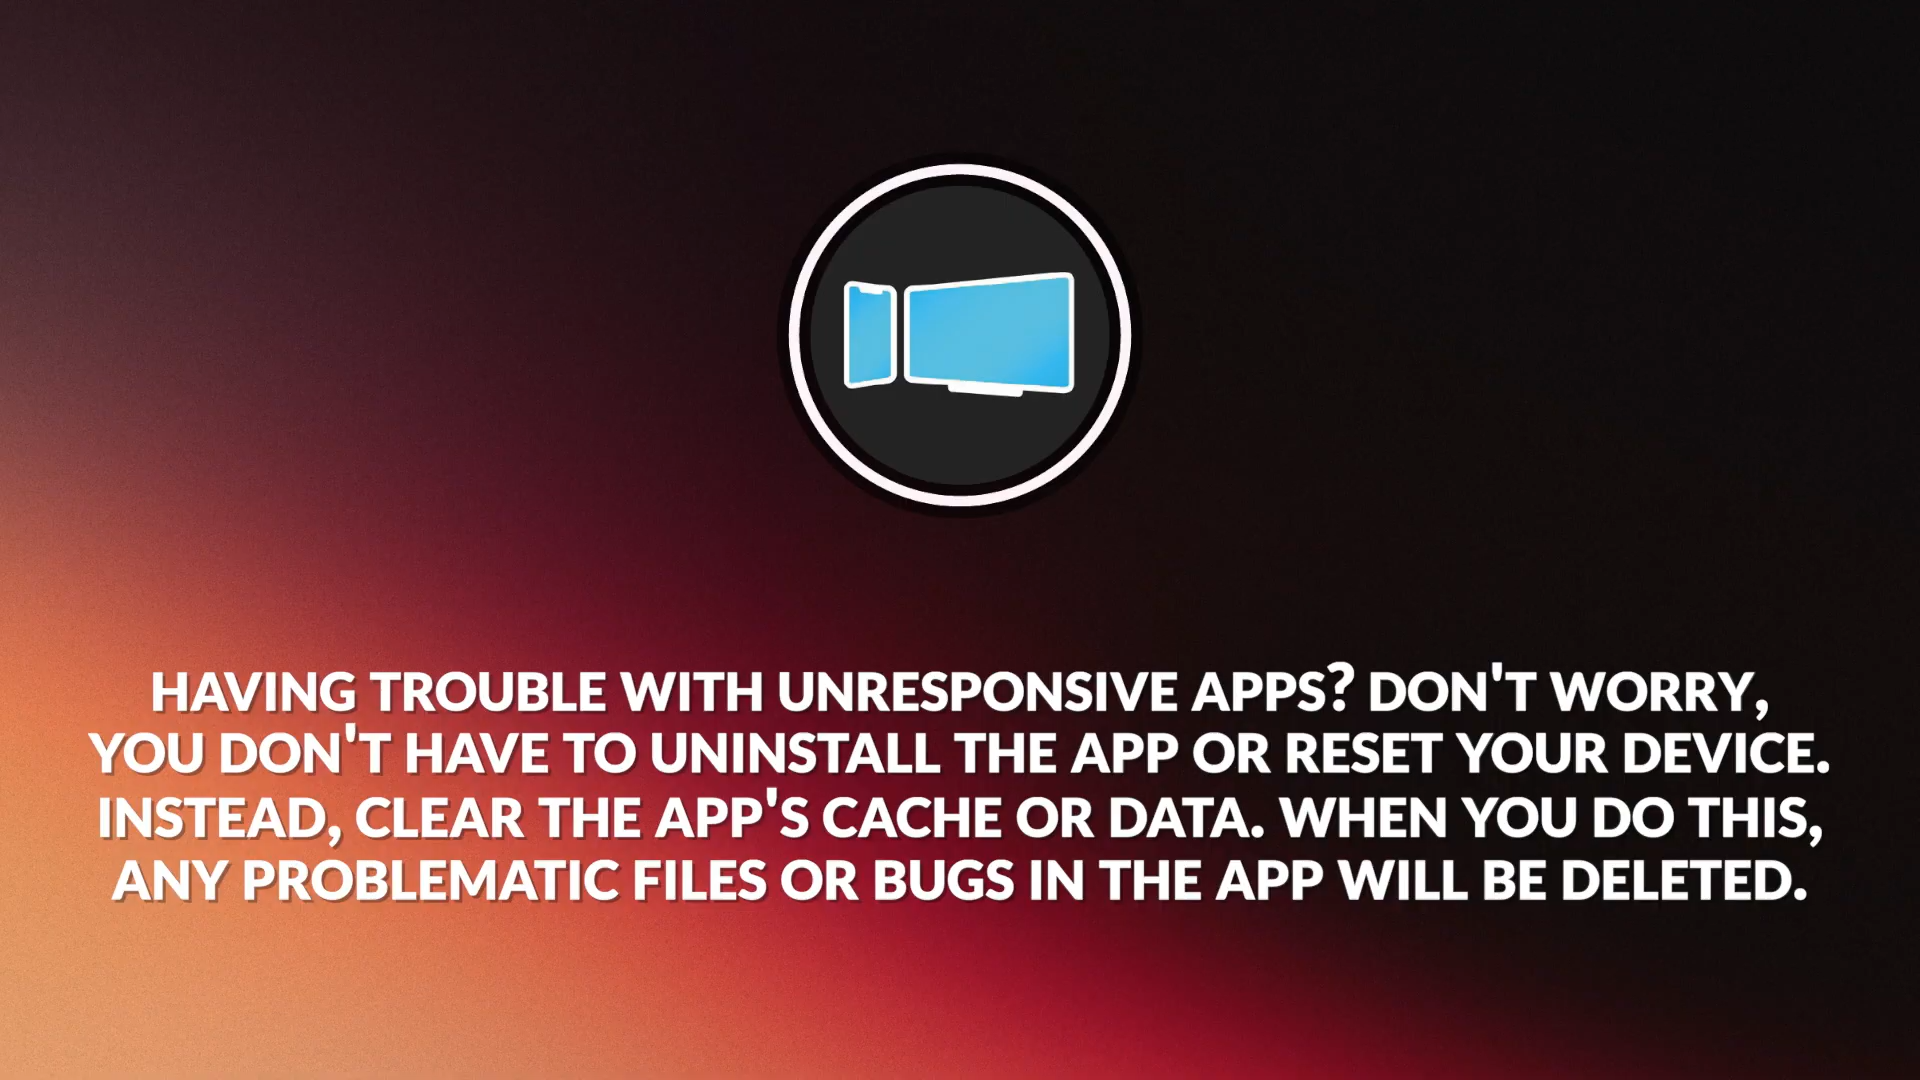 HAVING TROUBLE WITH UNRESPONSIVE APPS? DON'T WORRY,
YOU DON'T HAVE TO UNINSTALL THE APP OR RESET YOUR DEVICE.
INSTEAD, CLEAR THE APP'S CACHE OR DATA. WHEN YOU DO THIS,
ANY PROBLEMATIC FILES OR BUGS IN THE APP WILL BE DELETED.